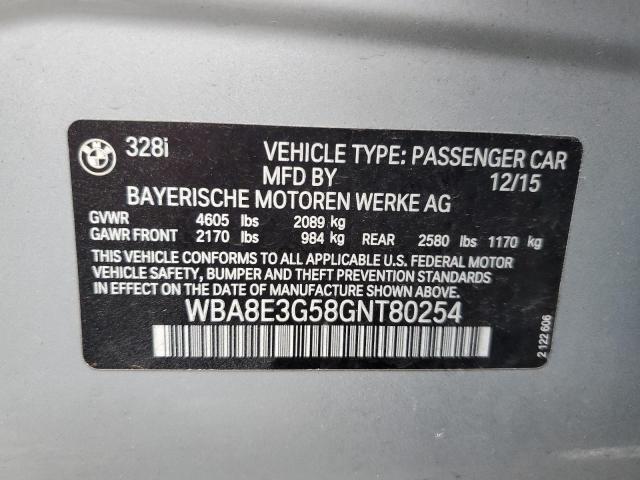 BMW 328i VEHICLE TYPE: PASSENGER CAR
MFD BY 12/15
BAYERISCHE MOTOREN WERKE AG
GVWR 4605 lbs 2089 kg
GAWR FRONT 2170 lbs 984 kg REAR 2580 lbs 1170 kg
THIS VEHICLE CONFORMS TO ALL APPLICABLE U.S. FEDERAL MOTOR
VEHICLE SAFETY, BUMPER AND THEFT PREVENTION STANDARDS
IN EFFECT ON THE DATE OF MANUFACTURE SHOWN ABOVE.
WBA8E3G58GNT80254
2 122 606